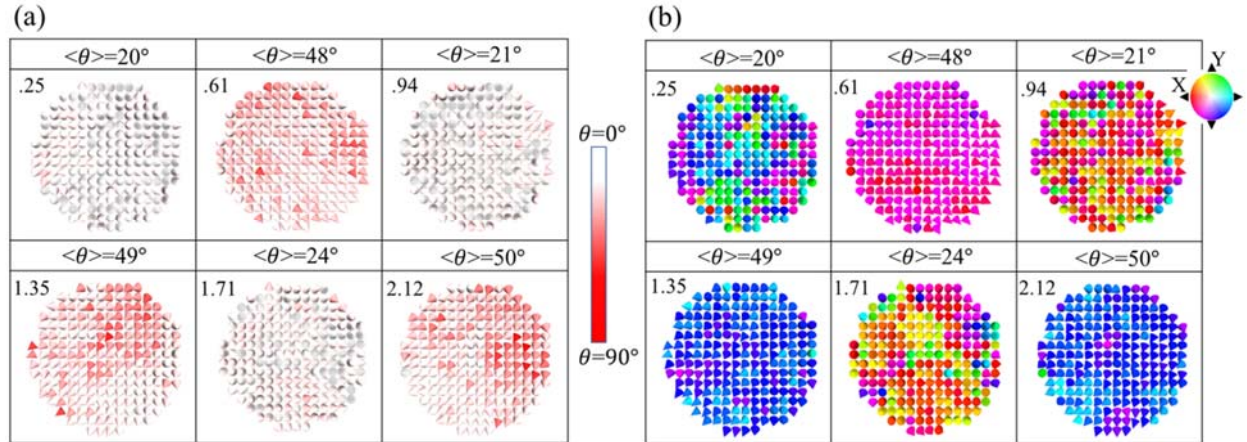 (a)
<θ>=20° <θ>=48° <θ>=21°
.25 .61 .94
<θ>=49° <θ>=24° <θ>=50°
1.35 1.71 2.12
θ=0°
θ=90°
(b)
<θ>=20° <θ>=48° <θ>=21°
.25 .61 .94
<θ>=49° <θ>=24° <θ>=50°
1.35 1.71 2.12
Y
X